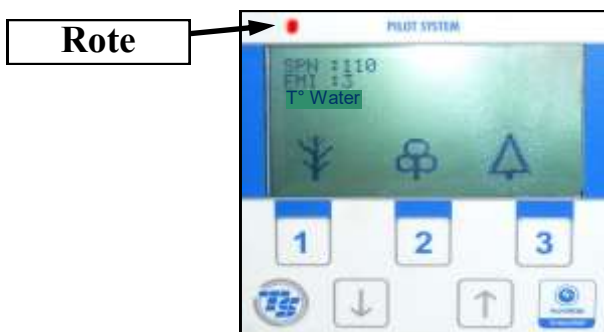 Rote
PILOT SYSTEM
SPN :110
FMI :3
T° Water
1
2
3